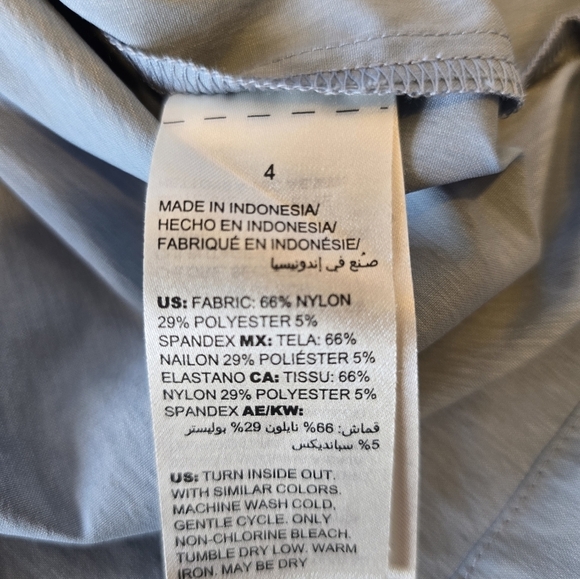 4
MADE IN INDONESIA/
HECHO EN INDONESIA/
FABRIQUÉ EN INDONÉSIE/
صُنع في إندونيسيا
US: FABRIC: 66% NYLON
29% POLYESTER 5%
SPANDEX MX: TELA: 66%
NAILON 29% POLIÉSTER 5%
ELASTANO CA: TISSU: 66%
NYLON 29% POLYESTER 5%
SPANDEX AE/KW:
قماش: 66% نايلون 29% بوليستر
5% سبانديكس
US: TURN INSIDE OUT.
WITH SIMILAR COLORS.
MACHINE WASH COLD,
GENTLE CYCLE. ONLY
NON-CHLORINE BLEACH.
TUMBLE DRY LOW. WARM
IRON. MAY BE DRY